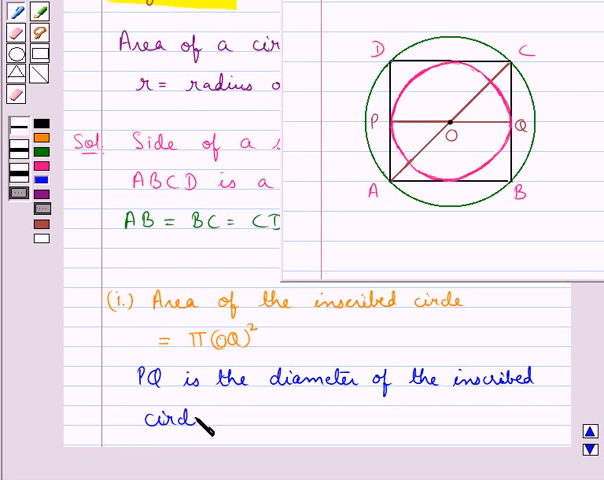 Area of a cir
r = radius o
Sol. Side of a s
ABCD is a
AB = BC = CD
D C
P Q
O
A B
(i.) Area of the inscribed circle
= π(OQ)²
PQ is the diameter of the inscribed
circl